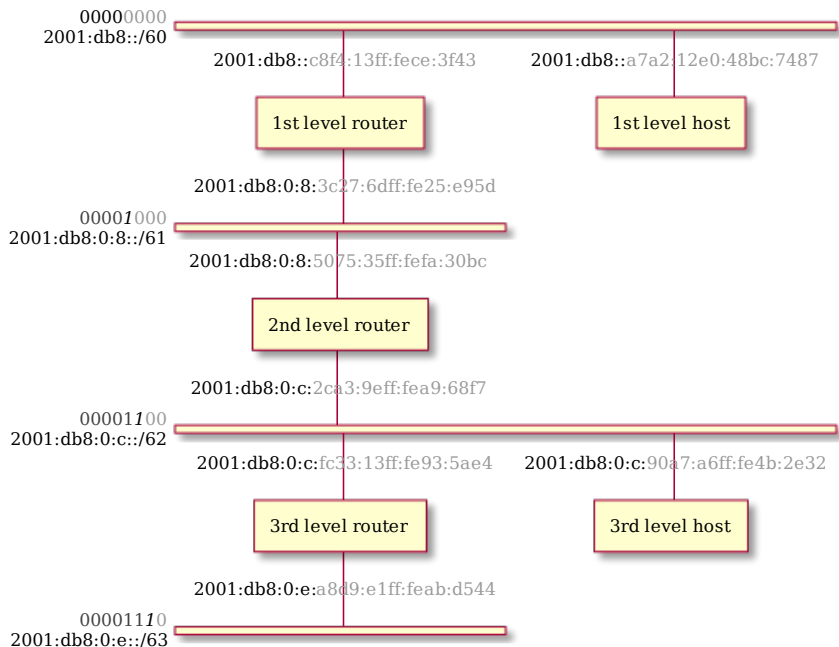 00000000
2001:db8::/60
2001:db8::c8f4:13ff:fece:3f43
2001:db8::a7a2:12e0:48bc:7487
1st level router
1st level host
2001:db8:0:8:3c27:6dff:fe25:e95d
00001000
2001:db8:0:8::/61
2001:db8:0:8:5075:35ff:fefa:30bc
2nd level router
2001:db8:0:c:2ca3:9eff:fea9:68f7
00001100
2001:db8:0:c::/62
2001:db8:0:c:fc33:13ff:fe93:5ae4
2001:db8:0:c:90a7:a6ff:fe4b:2e32
3rd level router
3rd level host
2001:db8:0:e:a8d9:e1ff:feab:d544
00001110
2001:db8:0:e::/63